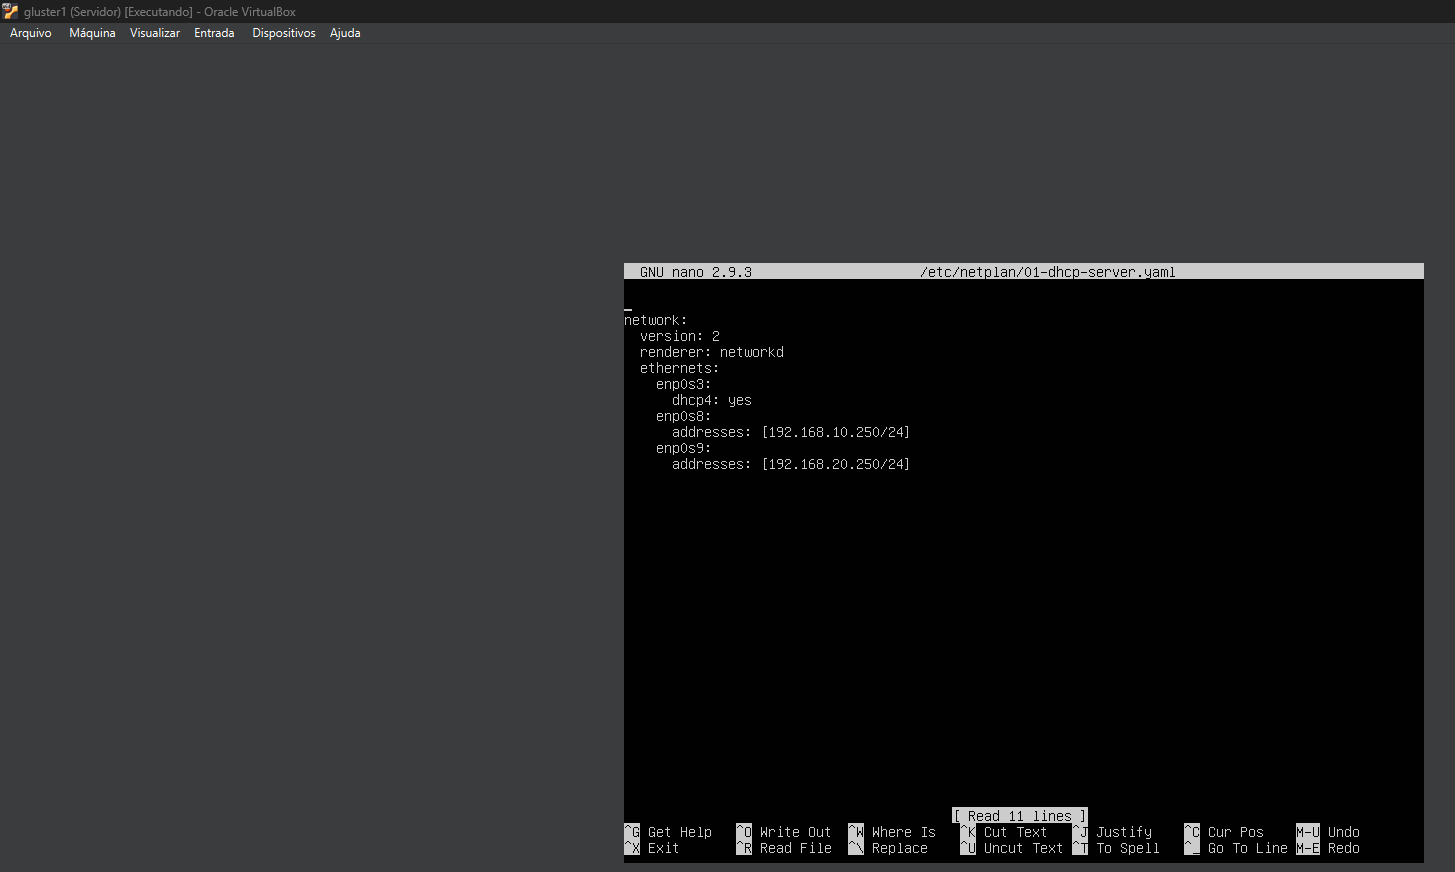 gluster1 (Servidor) [Executando] - Oracle VirtualBox
Arquivo Máquina Visualizar Entrada Dispositivos Ajuda
GNU nano 2.9.3 /etc/netplan/01-dhcp-server.yaml
network:
  version: 2
  renderer: networkd
  ethernets:
    enp0s3:
      dhcp4: yes
    enp0s8:
      addresses: [192.168.10.250/24]
    enp0s9:
      addresses: [192.168.20.250/24]
[ Read 11 lines ]
^G Get Help ^O Write Out ^W Where Is ^K Cut Text ^J Justify ^C Cur Pos M-U Undo
^X Exit ^R Read File ^\ Replace ^U Uncut Text ^T To Spell ^_ Go To Line M-E Redo